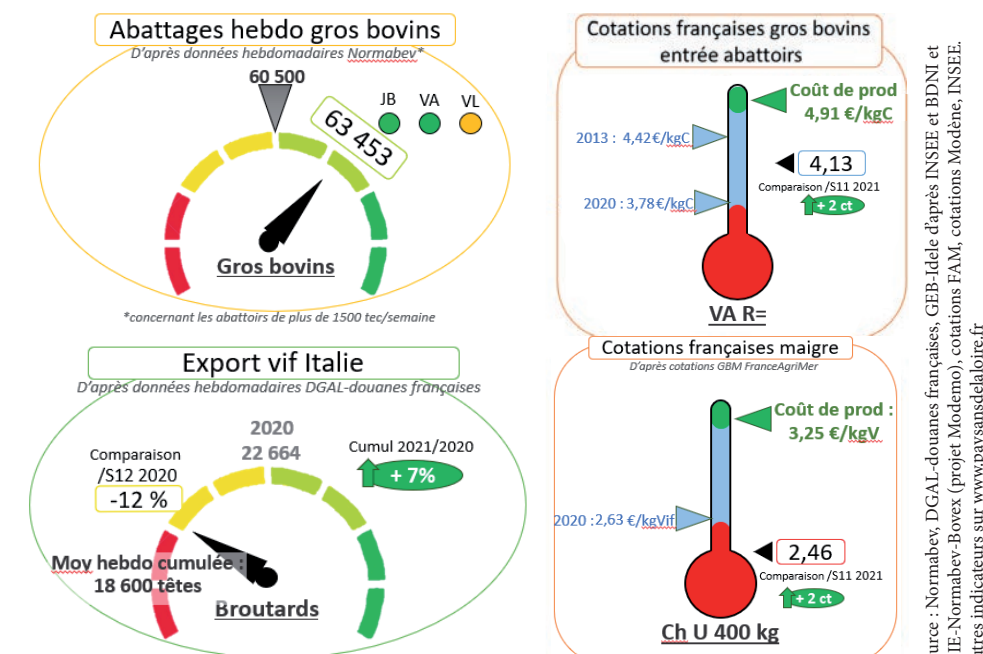 Abattages hebdo gros bovins
D'après données hebdomadaires Normabev*
60 500
63 453
JB VA VL
Gros bovins
*concernant les abattoirs de plus de 1500 tec/semaine
Cotations françaises gros bovins
entrée abattoirs
Coût de prod
4,91 €/kgC
2013 : 4,42€/kgC
4,13
Comparaison /S11 2021
+ 2 ct
2020 : 3,78€/kgC
VA R=
Export vif Italie
D'après données hebdomadaires DGAL-douanes françaises
2020
22 664
Comparaison
/S12 2020
-12 %
Cumul 2021/2020
+ 7%
Moy hebdo cumulée :
18 600 têtes
Broutards
Cotations françaises maigre
D'après cotations GBM FranceAgriMer
Coût de prod :
3,25 €/kgV
2020 :2,63 €/kgVif
2,46
Comparaison /S11 2021
+ 2 ct
Ch U 400 kg
urce : Normabev, DGAL-douanes françaises, GEB-Idele d'après INSEE et BDNI et
IE-Normabev-Bovex (projet Modemo), cotations FAM, cotations Modène, INSEE.
tres indicateurs sur www.paysansdelaloire.fr